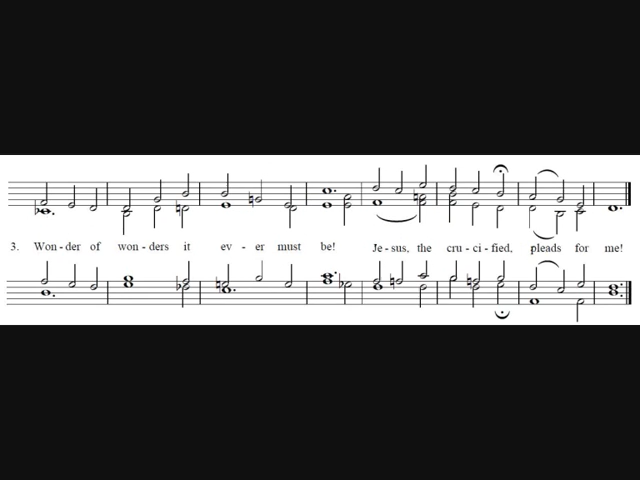 3. Won - der of won - ders it ev - er must be! Je - sus, the cru - ci - fied, pleads for me!